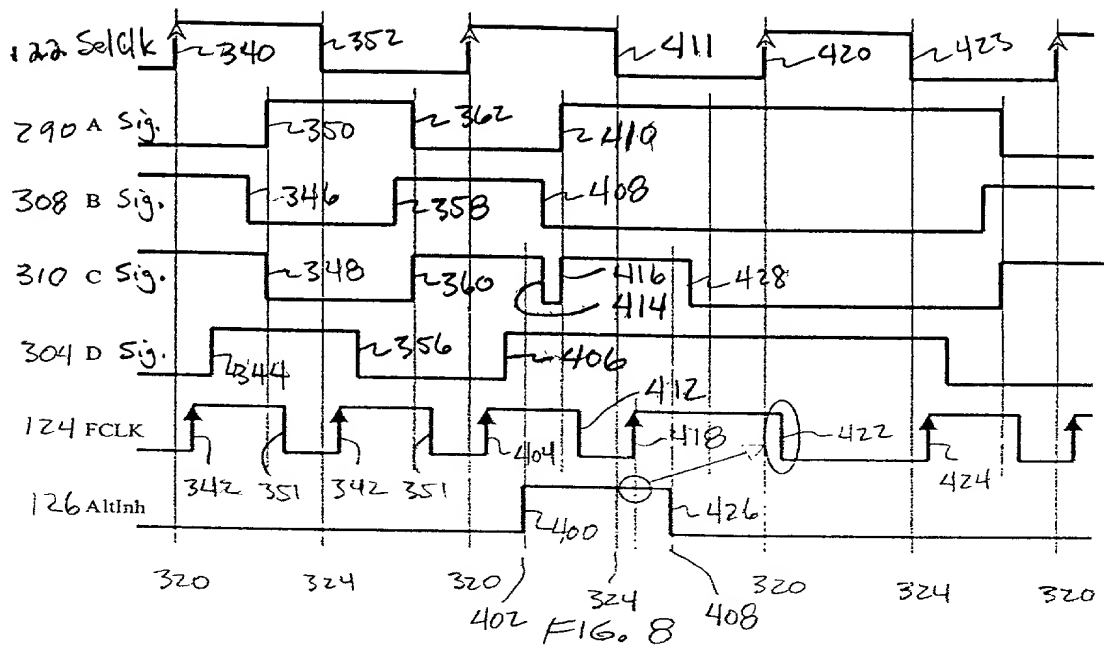 122 SelClk 340 352 411 420 423
290 A Sig. 350 362 410
308 B Sig. 346 358 408
310 C Sig. 348 360 416 414 428
304 D Sig. 344 356 406 412
124 FCLK 342 351 342 351 404 418 422 424
126 AltInh 400 426
320 324 320 402 324 408 320 324 320
FIG. 8